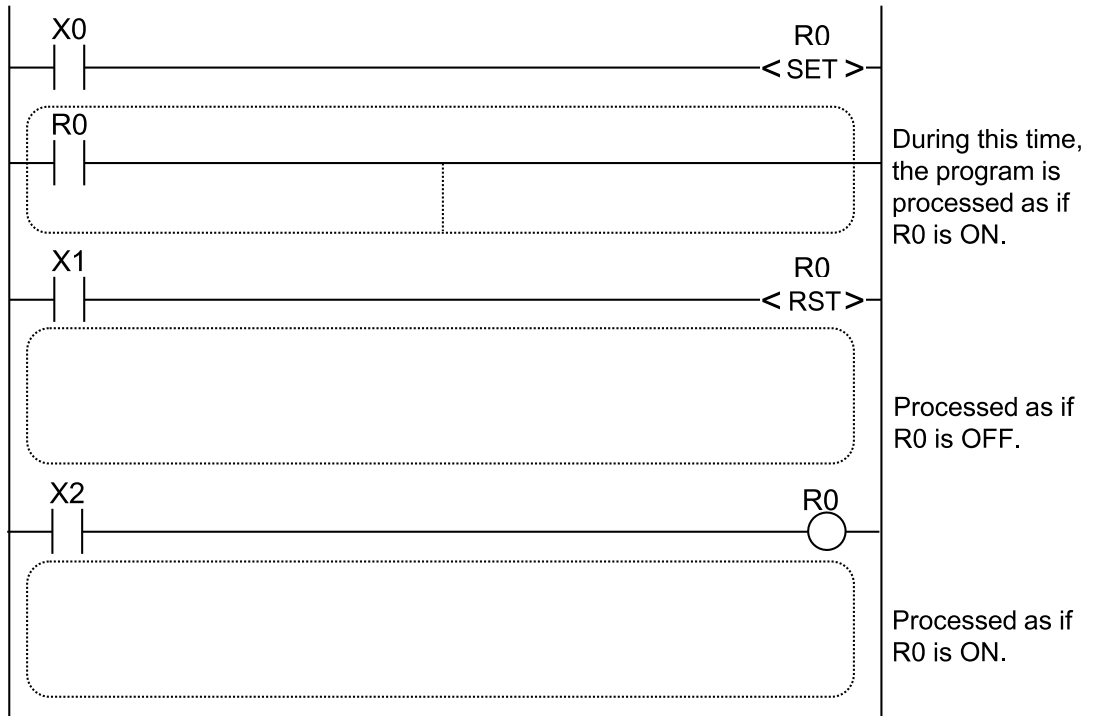 X0
R0
< SET >
R0
During this time,
the program is
processed as if
R0 is ON.
X1
R0
< RST >
Processed as if
R0 is OFF.
X2
R0
Processed as if
R0 is ON.